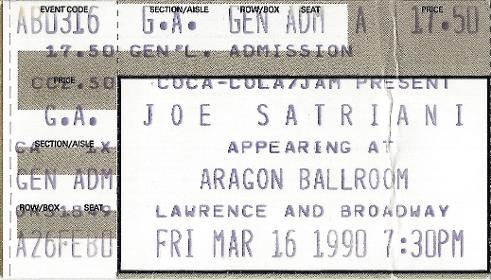 EVENT CODE SECTION/AISLE ROW/BOX SEAT PRICE
AB0316 G.A. GEN ADM A 17.50
17.50 GEN'L. ADMISSION
PRICE
COCA-COLA/JAM PRESENT
G.A. JOE SATRIANI
SECTION/AISLE
APPEARING AT
GEN ADM ARAGON BALLROOM
ROW/BOX SEAT
LAWRENCE AND BROADWAY
A26FEB0 FRI MAR 16 1990 7:30PM